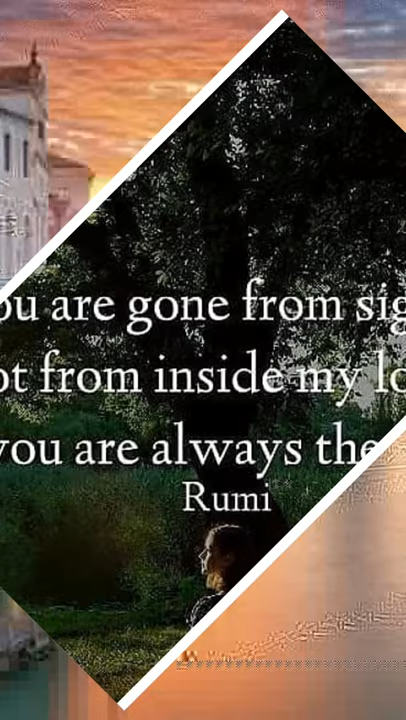 ou are gone from sig
ot from inside my lo
you are always the
Rumi